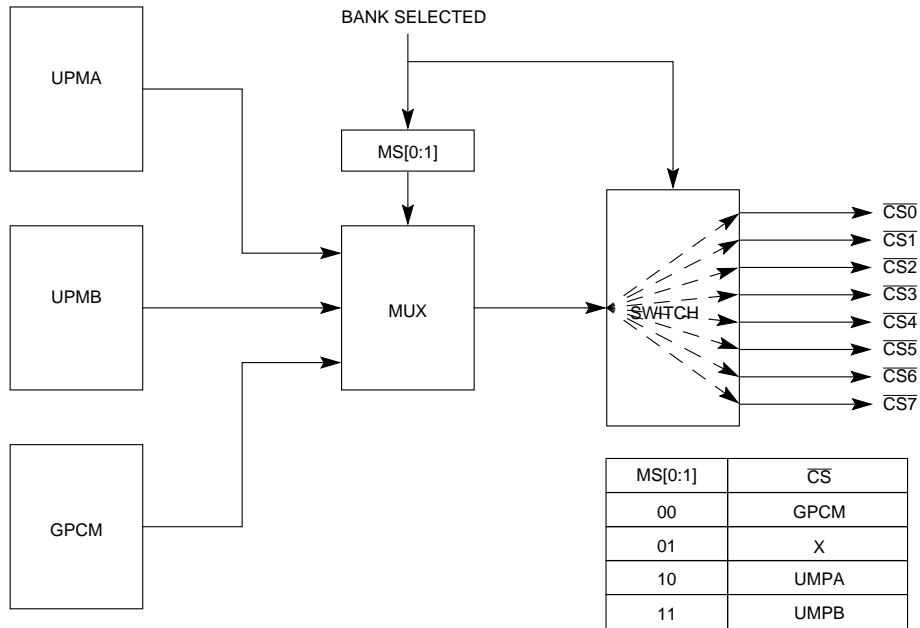 BANK SELECTED
UPMA
MS[0:1]
CS0
CS1
CS2
UPMB
CS3
MUX
SWITCH
CS4
CS5
CS6
CS7
MS[0:1] CS
00 GPCM
GPCM
01 X
10 UMPA
11 UMPB